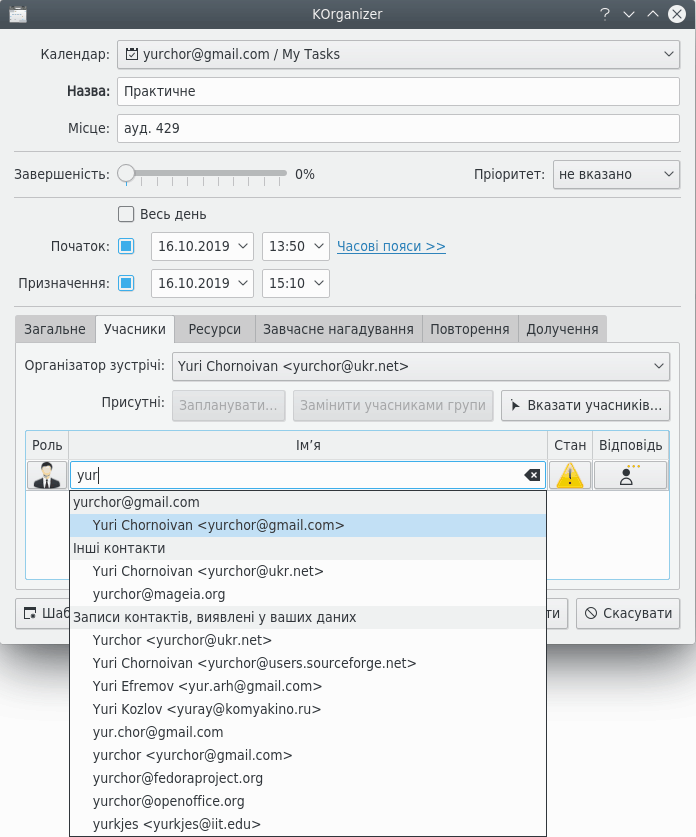 KOrganizer
Календар: yurchor@gmail.com / My Tasks
Назва: Практичне
Місце: ауд. 429
Завершеність: 0% Пріоритет: не вказано
Весь день
Початок: 16.10.2019 13:50 Часові пояси >>
Призначення: 16.10.2019 15:10
Загальне Учасники Ресурси Завчасне нагадування Повторення Долучення
Організатор зустрічі: Yuri Chornoivan <yurchor@ukr.net>
Присутні: Запланувати... Замінити учасниками групи Вказати учасників...
Роль Ім’я Стан Відповідь
yur
yurchor@gmail.com
Yuri Chornoivan <yurchor@gmail.com>
Інші контакти
Yuri Chornoivan <yurchor@ukr.net>
yurchor@mageia.org
Шаб ти Скасувати
Записи контактів, виявлені у ваших даних
Yurchor <yurchor@ukr.net>
Yuri Chornoivan <yurchor@users.sourceforge.net>
Yuri Efremov <yur.arh@gmail.com>
Yuri Kozlov <yuray@komyakino.ru>
yur.chor@gmail.com
yurchor <yurchor@gmail.com>
yurchor@fedoraproject.org
yurchor@openoffice.org
yurkjes <yurkjes@iit.edu>